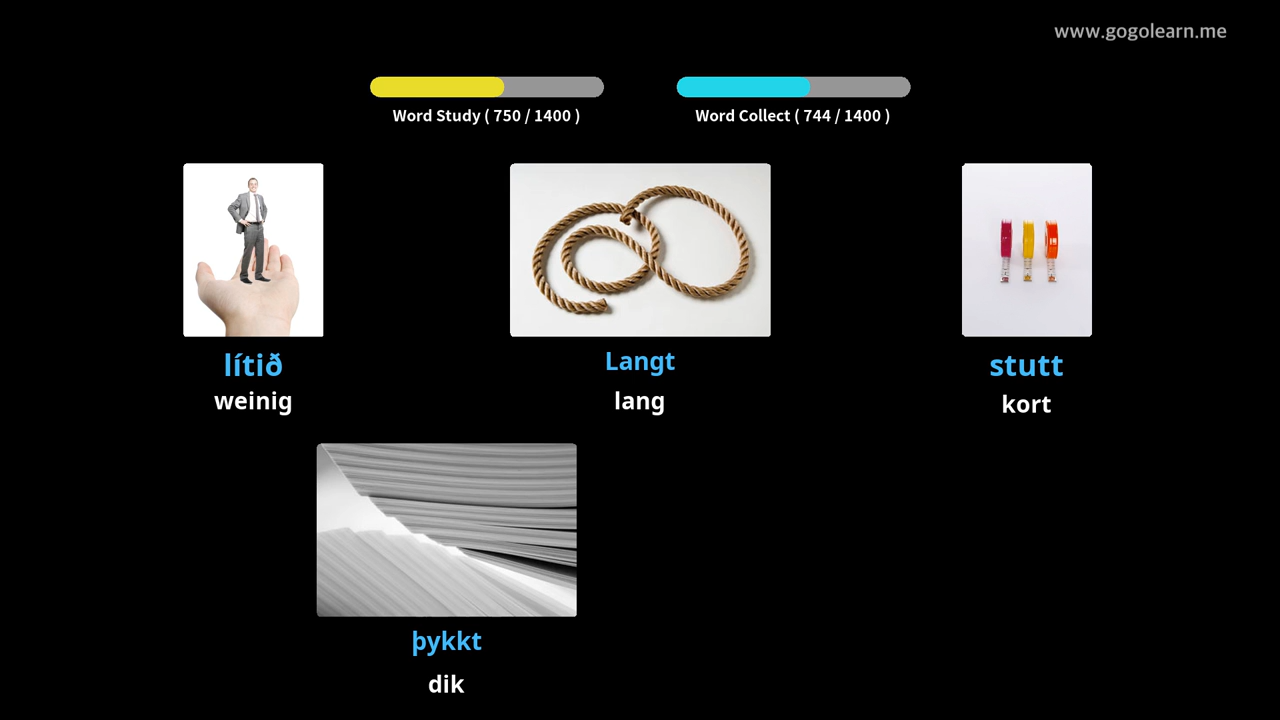 www.gogolearn.me
Word Study ( 750 / 1400 )
Word Collect ( 744 / 1400 )
lítið
weinig
Langt
lang
stutt
kort
þykkt
dik